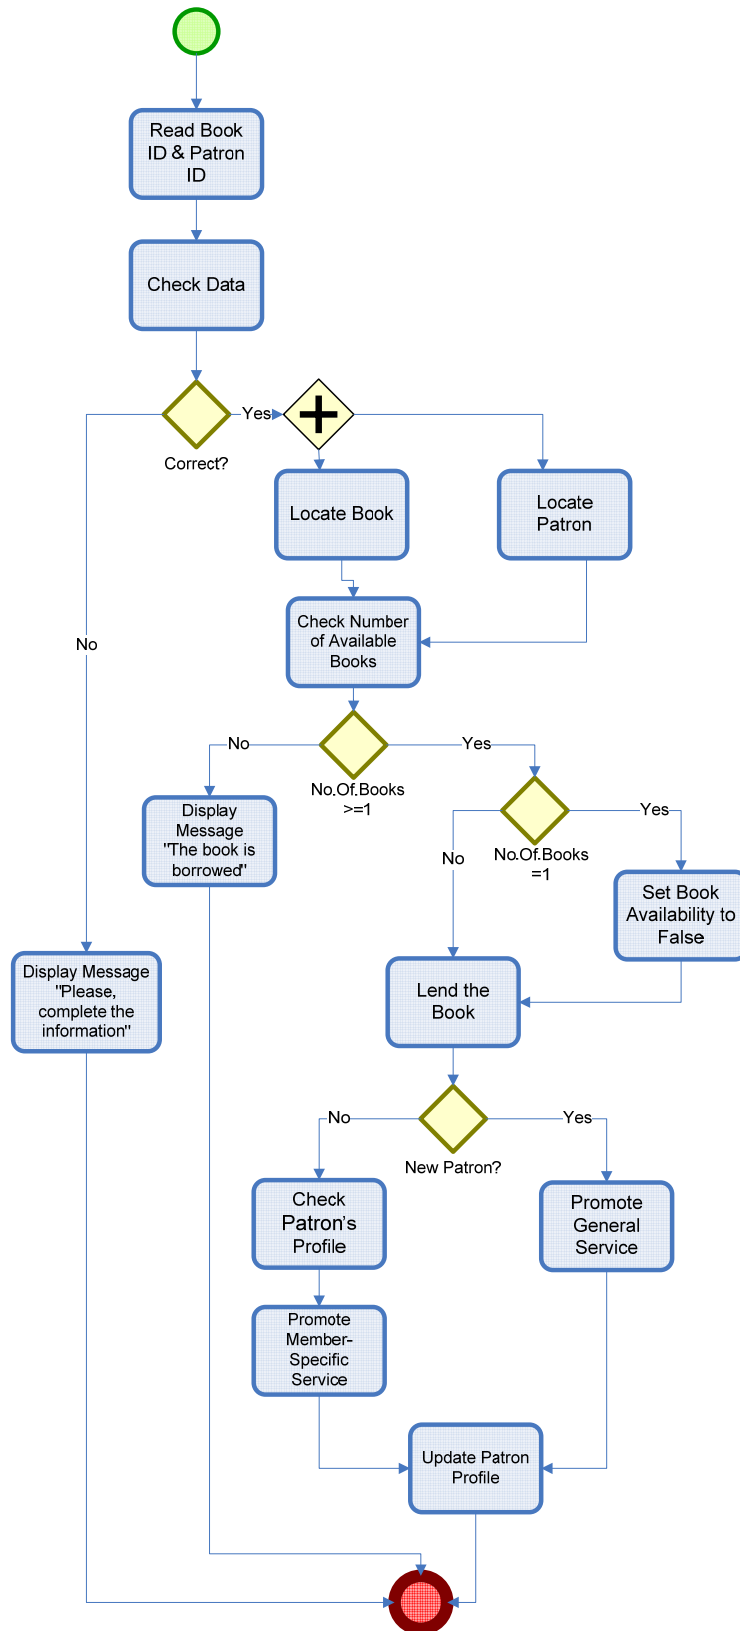 Read Book
ID & Patron
ID
Check Data
Yes
Correct?
Locate Book
Locate
Patron
No
Check Number
of Available
Books
No
Yes
No.Of.Books
>=1
Display
Message
"The book is
borrowed"
Yes
No
No.Of.Books
=1
Set Book
Availability to
False
Display Message
"Please,
complete the
information"
Lend the
Book
No
Yes
New Patron?
Check
Patron's
Profile
Promote
General
Service
Promote
Member-
Specific
Service
Update Patron
Profile